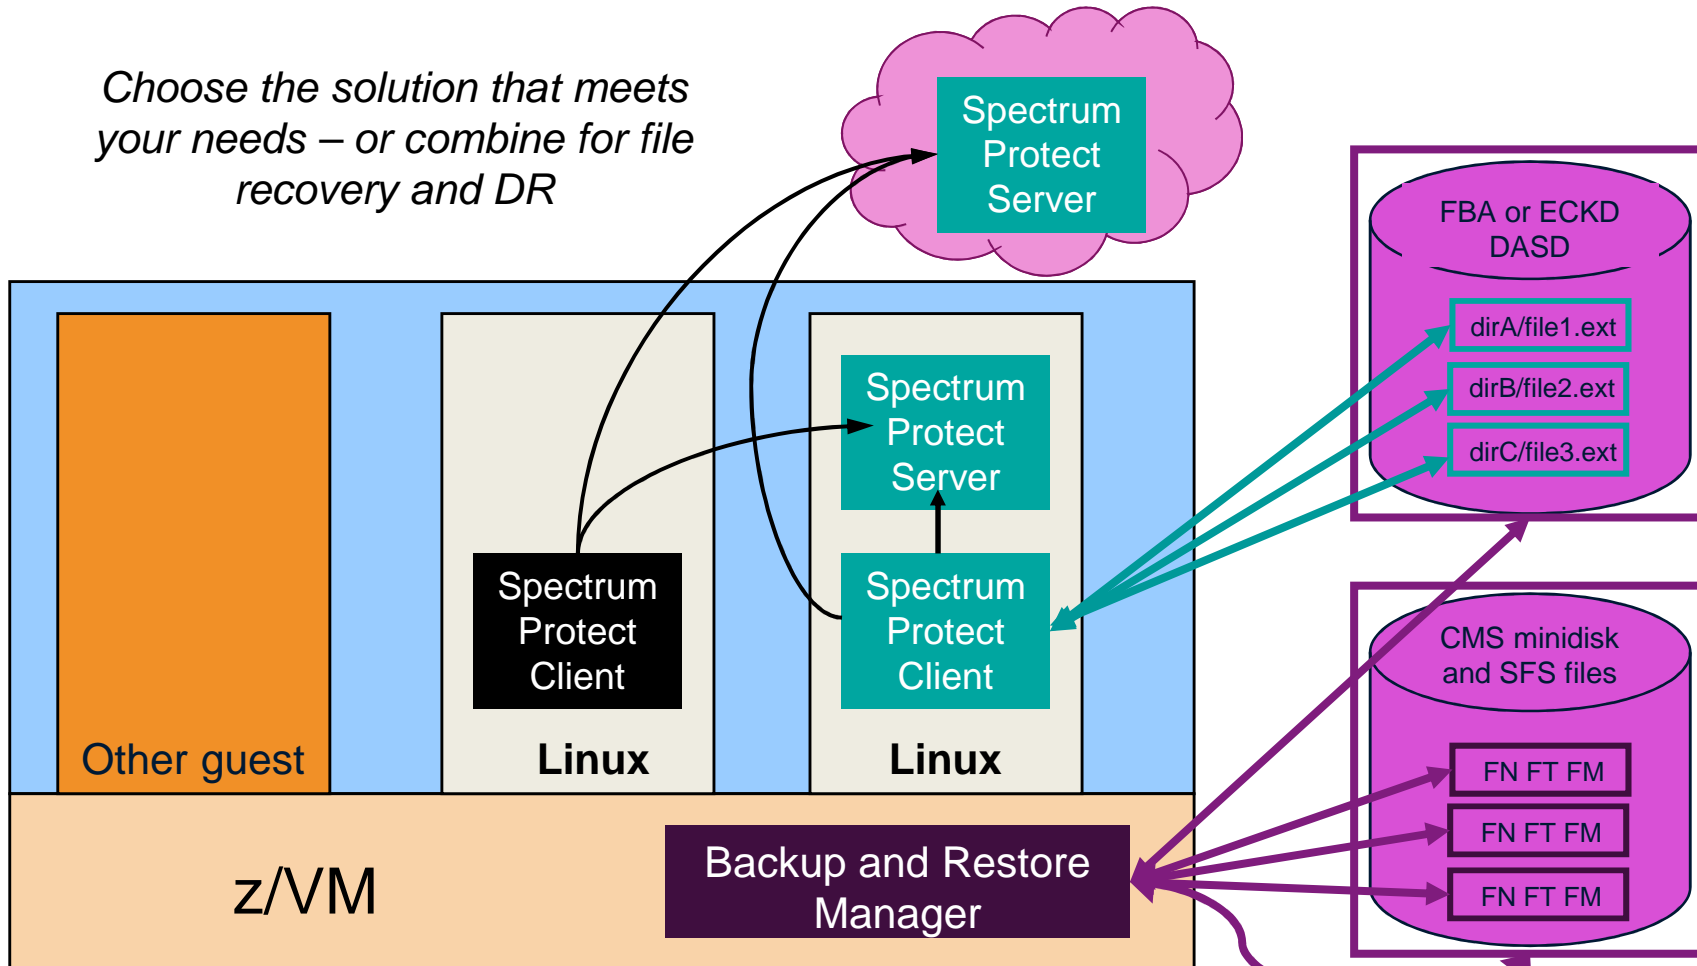 Choose the solution that meets
your needs – or combine for file
recovery and DR
Spectrum
Protect
Server
FBA or ECKD
DASD
dirA/file1.ext
dirB/file2.ext
dirC/file3.ext
Spectrum
Protect
Server
Spectrum
Protect
Client
Spectrum
Protect
Client
Other guest
Linux
Linux
CMS minidisk
and SFS files
FN FT FM
FN FT FM
FN FT FM
z/VM
Backup and Restore
Manager